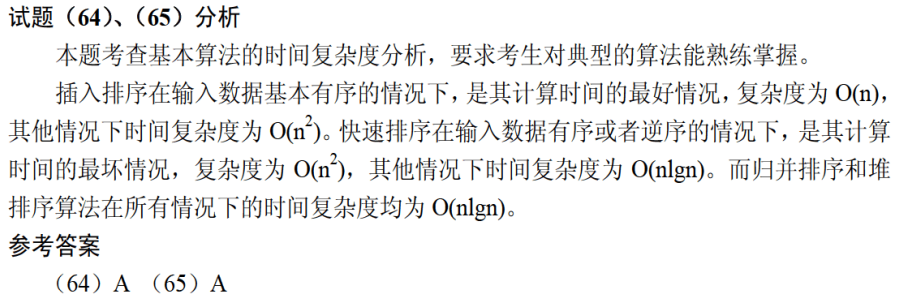 试题（64）、（65）分析
本题考查基本算法的时间复杂度分析，要求考生对典型的算法能熟练掌握。
插入排序在输入数据基本有序的情况下，是其计算时间的最好情况，复杂度为 O(n)，
其他情况下时间复杂度为 O(n²)。快速排序在输入数据有序或者逆序的情况下，是其计算
时间的最坏情况，复杂度为 O(n²)，其他情况下时间复杂度为 O(nlgn)。而归并排序和堆
排序算法在所有情况下的时间复杂度均为 O(nlgn)。
参考答案
（64）A （65）A